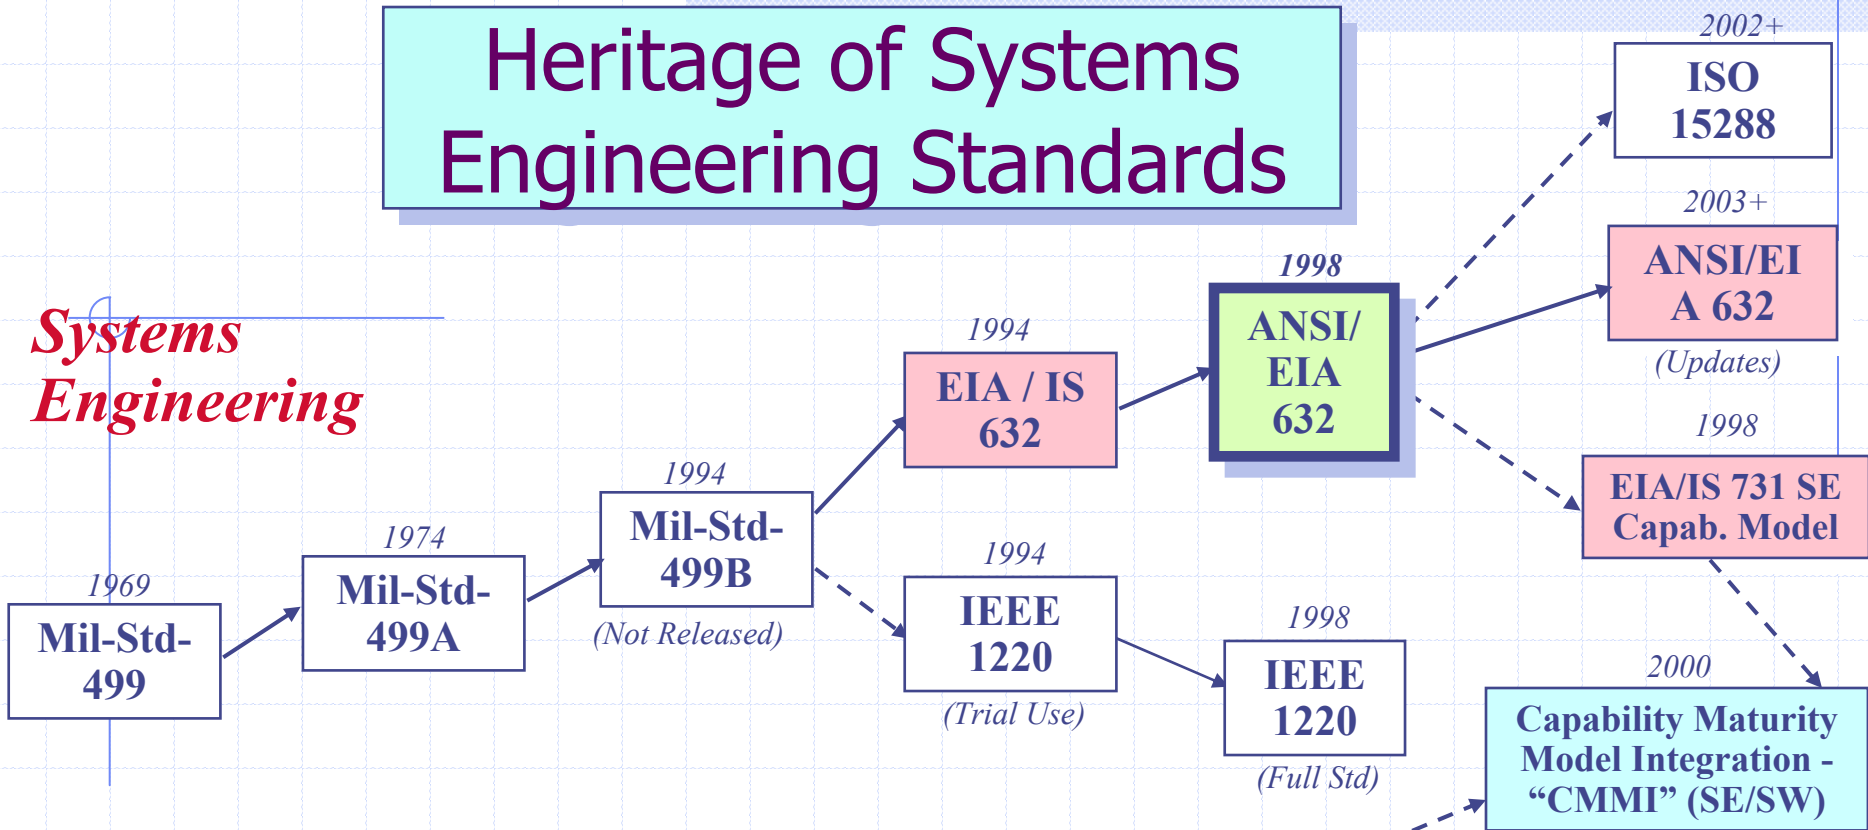 Heritage of Systems
Engineering Standards
Systems
Engineering
1969
Mil-Std-
499
1974
Mil-Std-
499A
1994
Mil-Std-
499B
(Not Released)
1994
EIA / IS
632
1994
IEEE
1220
(Trial Use)
1998
ANSI/
EIA
632
1998
IEEE
1220
(Full Std)
2002+
ISO
15288
2003+
ANSI/EI
A 632
(Updates)
1998
EIA/IS 731 SE
Capab. Model
2000
Capability Maturity
Model Integration -
“CMMI” (SE/SW)